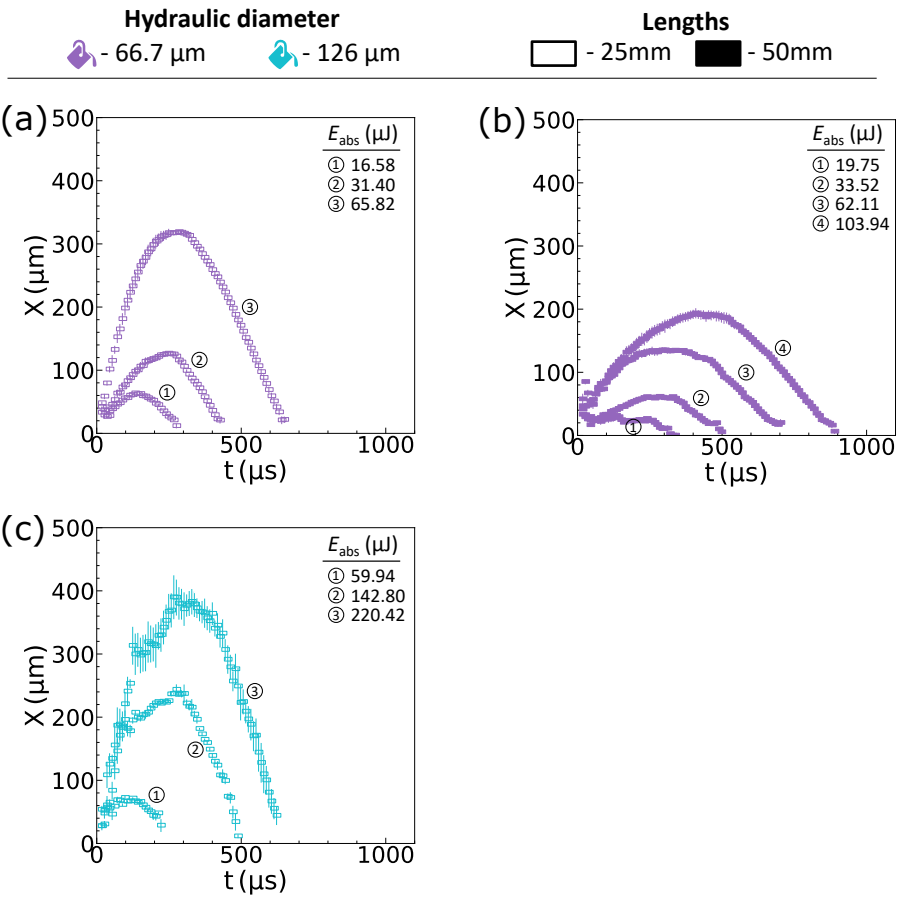 Hydraulic diameter
Lengths
- 66.7 µm
- 126 µm
- 25mm
- 50mm
(a)
500
400
300
200
100
0
X (µm)
0
500
1000
t (µs)
Eabs (µJ)
① 16.58
② 31.40
③ 65.82
③
②
①
(b)
500
400
300
200
100
0
X (µm)
0
500
1000
t (µs)
Eabs (µJ)
① 19.75
② 33.52
③ 62.11
④ 103.94
④
③
②
①
(c)
500
400
300
200
100
0
X (µm)
0
500
1000
t (µs)
Eabs (µJ)
① 59.94
② 142.80
③ 220.42
③
②
①